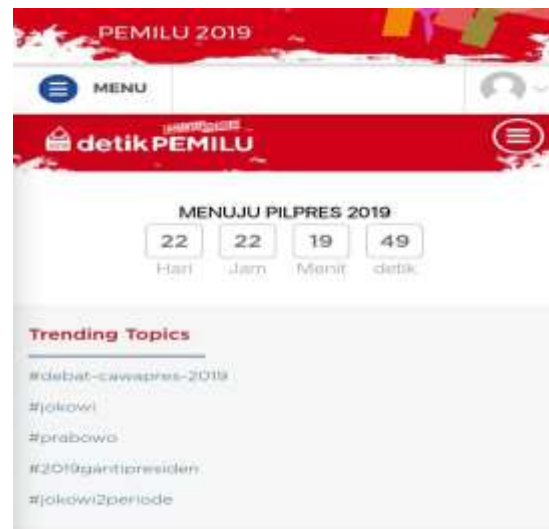 PEMILU 2019
MENU
detikPEMILU
MENUJU PILPRES 2019
22 22 19 49
Hari Jam Menit detik
Trending Topics
#debat-cawapres-2019
#jokowi
#prabowo
#2019gantipresiden
#jokowi2periode